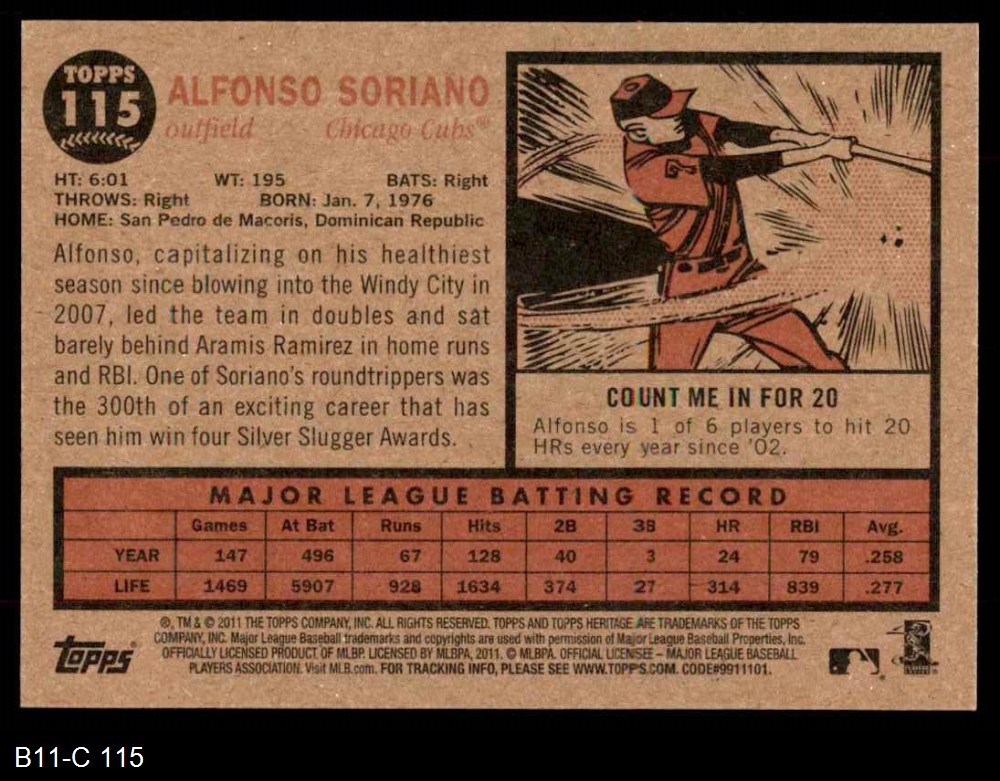 TOPPS
115
ALFONSO SORIANO
outfield Chicago Cubs®
HT: 6:01 WT: 195 BATS: Right
THROWS: Right BORN: Jan. 7, 1976
HOME: San Pedro de Macoris, Dominican Republic
Alfonso, capitalizing on his healthiest
season since blowing into the Windy City in
2007, led the team in doubles and sat
barely behind Aramis Ramirez in home runs
and RBI. One of Soriano's roundtrippers was
the 300th of an exciting career that has
seen him win four Silver Slugger Awards.
COUNT ME IN FOR 20
Alfonso is 1 of 6 players to hit 20
HRs every year since '02.
MAJOR LEAGUE BATTING RECORD
Games At Bat Runs Hits 2B 3B HR RBI Avg.
YEAR 147 496 67 128 40 3 24 79 .258
LIFE 1469 5907 928 1634 374 27 314 839 .277
®, TM & © 2011 THE TOPPS COMPANY, INC. ALL RIGHTS RESERVED. TOPPS AND TOPPS HERITAGE ARE TRADEMARKS OF THE TOPPS
COMPANY, INC. Major League Baseball trademarks and copyrights are used with permission of Major League Baseball Properties, Inc.
OFFICIALLY LICENSED PRODUCT OF MLBP. LICENSED BY MLBPA, 2011. © MLBPA. OFFICIAL LICENSEE – MAJOR LEAGUE BASEBALL
PLAYERS ASSOCIATION. Visit MLB.com. FOR TRACKING INFO, PLEASE SEE WWW.TOPPS.COM. CODE#9911101.
topps
B11-C 115